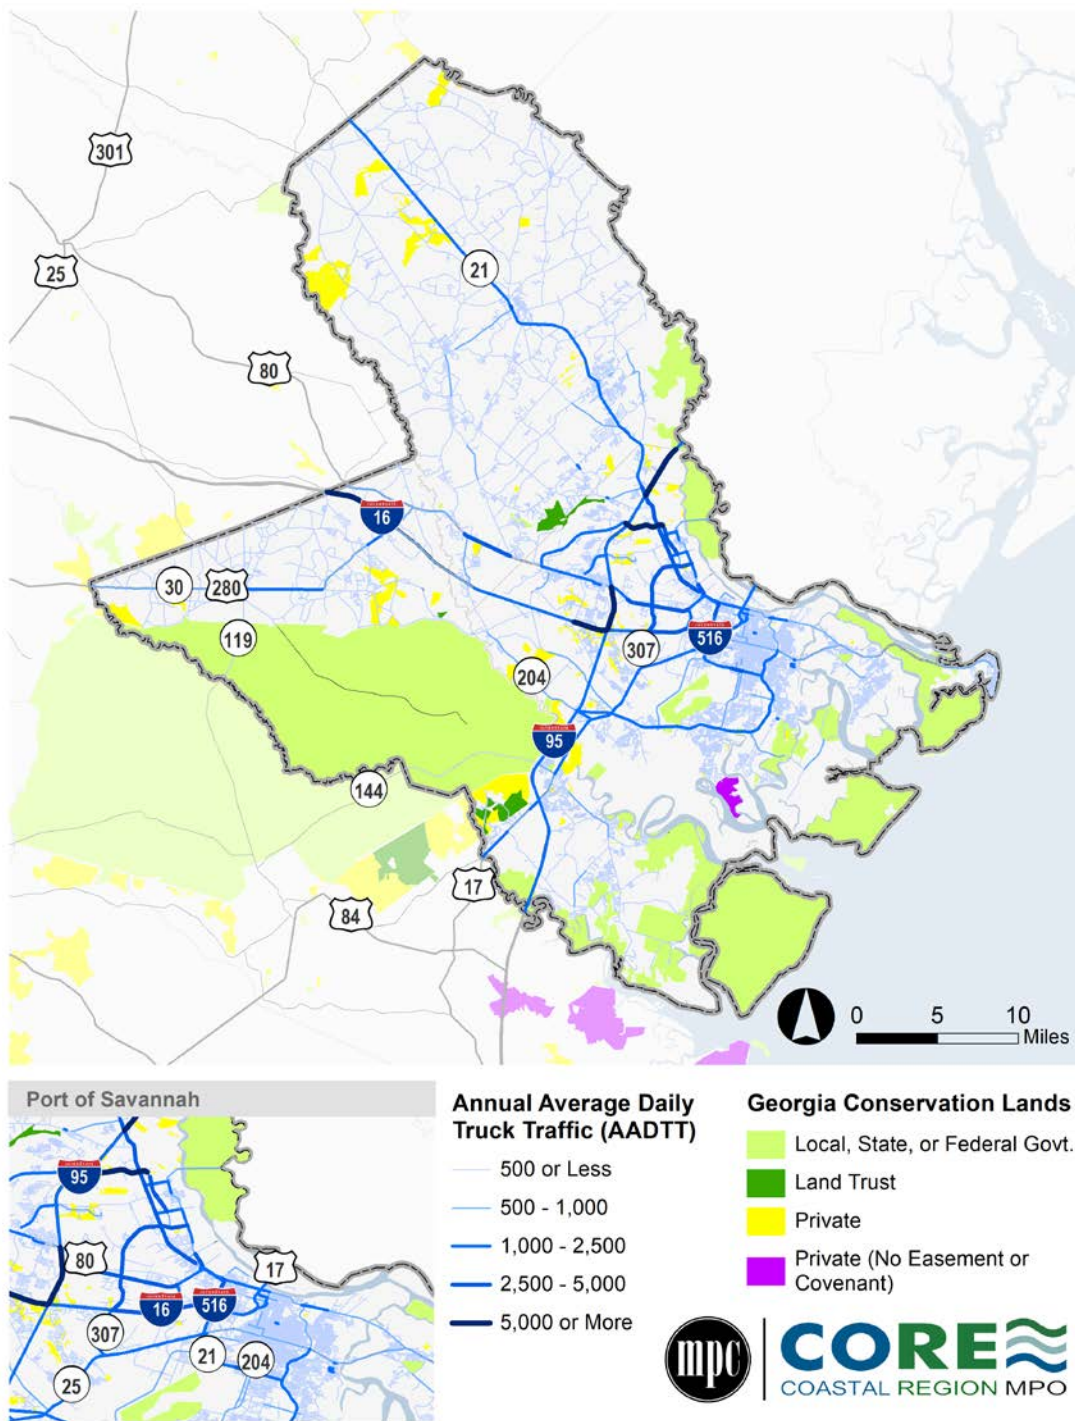 301
25
21
80
16
30
280
119
307
516
204
95
144
17
84
0 5 10
Miles
Port of Savannah
95
80
17
16
516
307
21
204
25
Annual Average Daily
Truck Traffic (AADTT)
500 or Less
500 - 1,000
1,000 - 2,500
2,500 - 5,000
5,000 or More
Georgia Conservation Lands
Local, State, or Federal Govt.
Land Trust
Private
Private (No Easement or
Covenant)
mpc
CORE
COASTAL REGION MPO